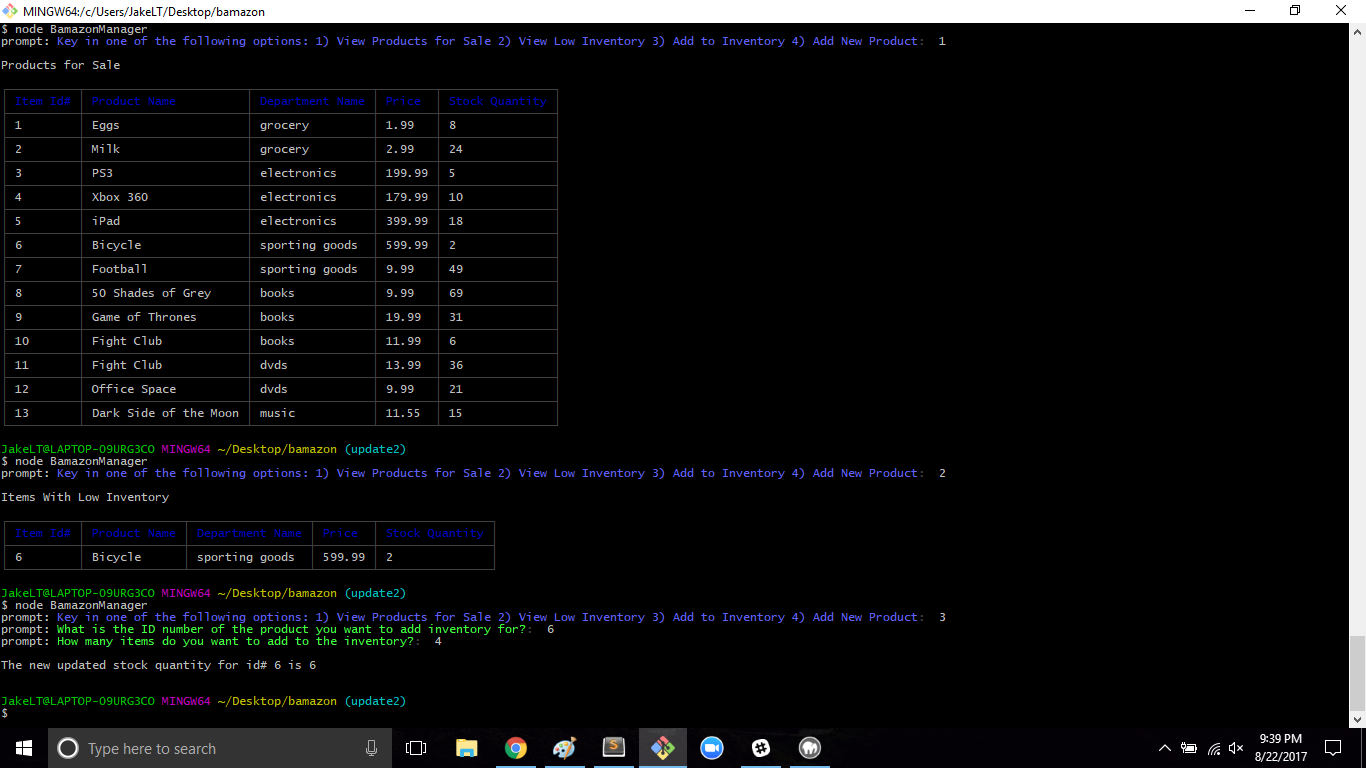 MINGW64:/c/Users/JakeLT/Desktop/bamazon
$ node BamazonManager
prompt: Key in one of the following options: 1) View Products for Sale 2) View Low Inventory 3) Add to Inventory 4) Add New Product:  1
Products for Sale
Item Id# Product Name Department Name Price Stock Quantity
1 Eggs grocery 1.99 8
2 Milk grocery 2.99 24
3 PS3 electronics 199.99 5
4 Xbox 360 electronics 179.99 10
5 iPad electronics 399.99 18
6 Bicycle sporting goods 599.99 2
7 Football sporting goods 9.99 49
8 50 Shades of Grey books 9.99 69
9 Game of Thrones books 19.99 31
10 Fight Club books 11.99 6
11 Fight Club dvds 13.99 36
12 Office Space dvds 9.99 21
13 Dark Side of the Moon music 11.55 15
JakeLT@LAPTOP-O9URG3CO MINGW64 ~/Desktop/bamazon (update2)
$ node BamazonManager
prompt: Key in one of the following options: 1) View Products for Sale 2) View Low Inventory 3) Add to Inventory 4) Add New Product:  2
Items With Low Inventory
Item Id# Product Name Department Name Price Stock Quantity
6 Bicycle sporting goods 599.99 2
JakeLT@LAPTOP-O9URG3CO MINGW64 ~/Desktop/bamazon (update2)
$ node BamazonManager
prompt: Key in one of the following options: 1) View Products for Sale 2) View Low Inventory 3) Add to Inventory 4) Add New Product:  3
prompt: What is the ID number of the product you want to add inventory for?:  6
prompt: How many items do you want to add to the inventory?:  4
The new updated stock quantity for id# 6 is 6
JakeLT@LAPTOP-O9URG3CO MINGW64 ~/Desktop/bamazon (update2)
$
Type here to search
9:39 PM
8/22/2017